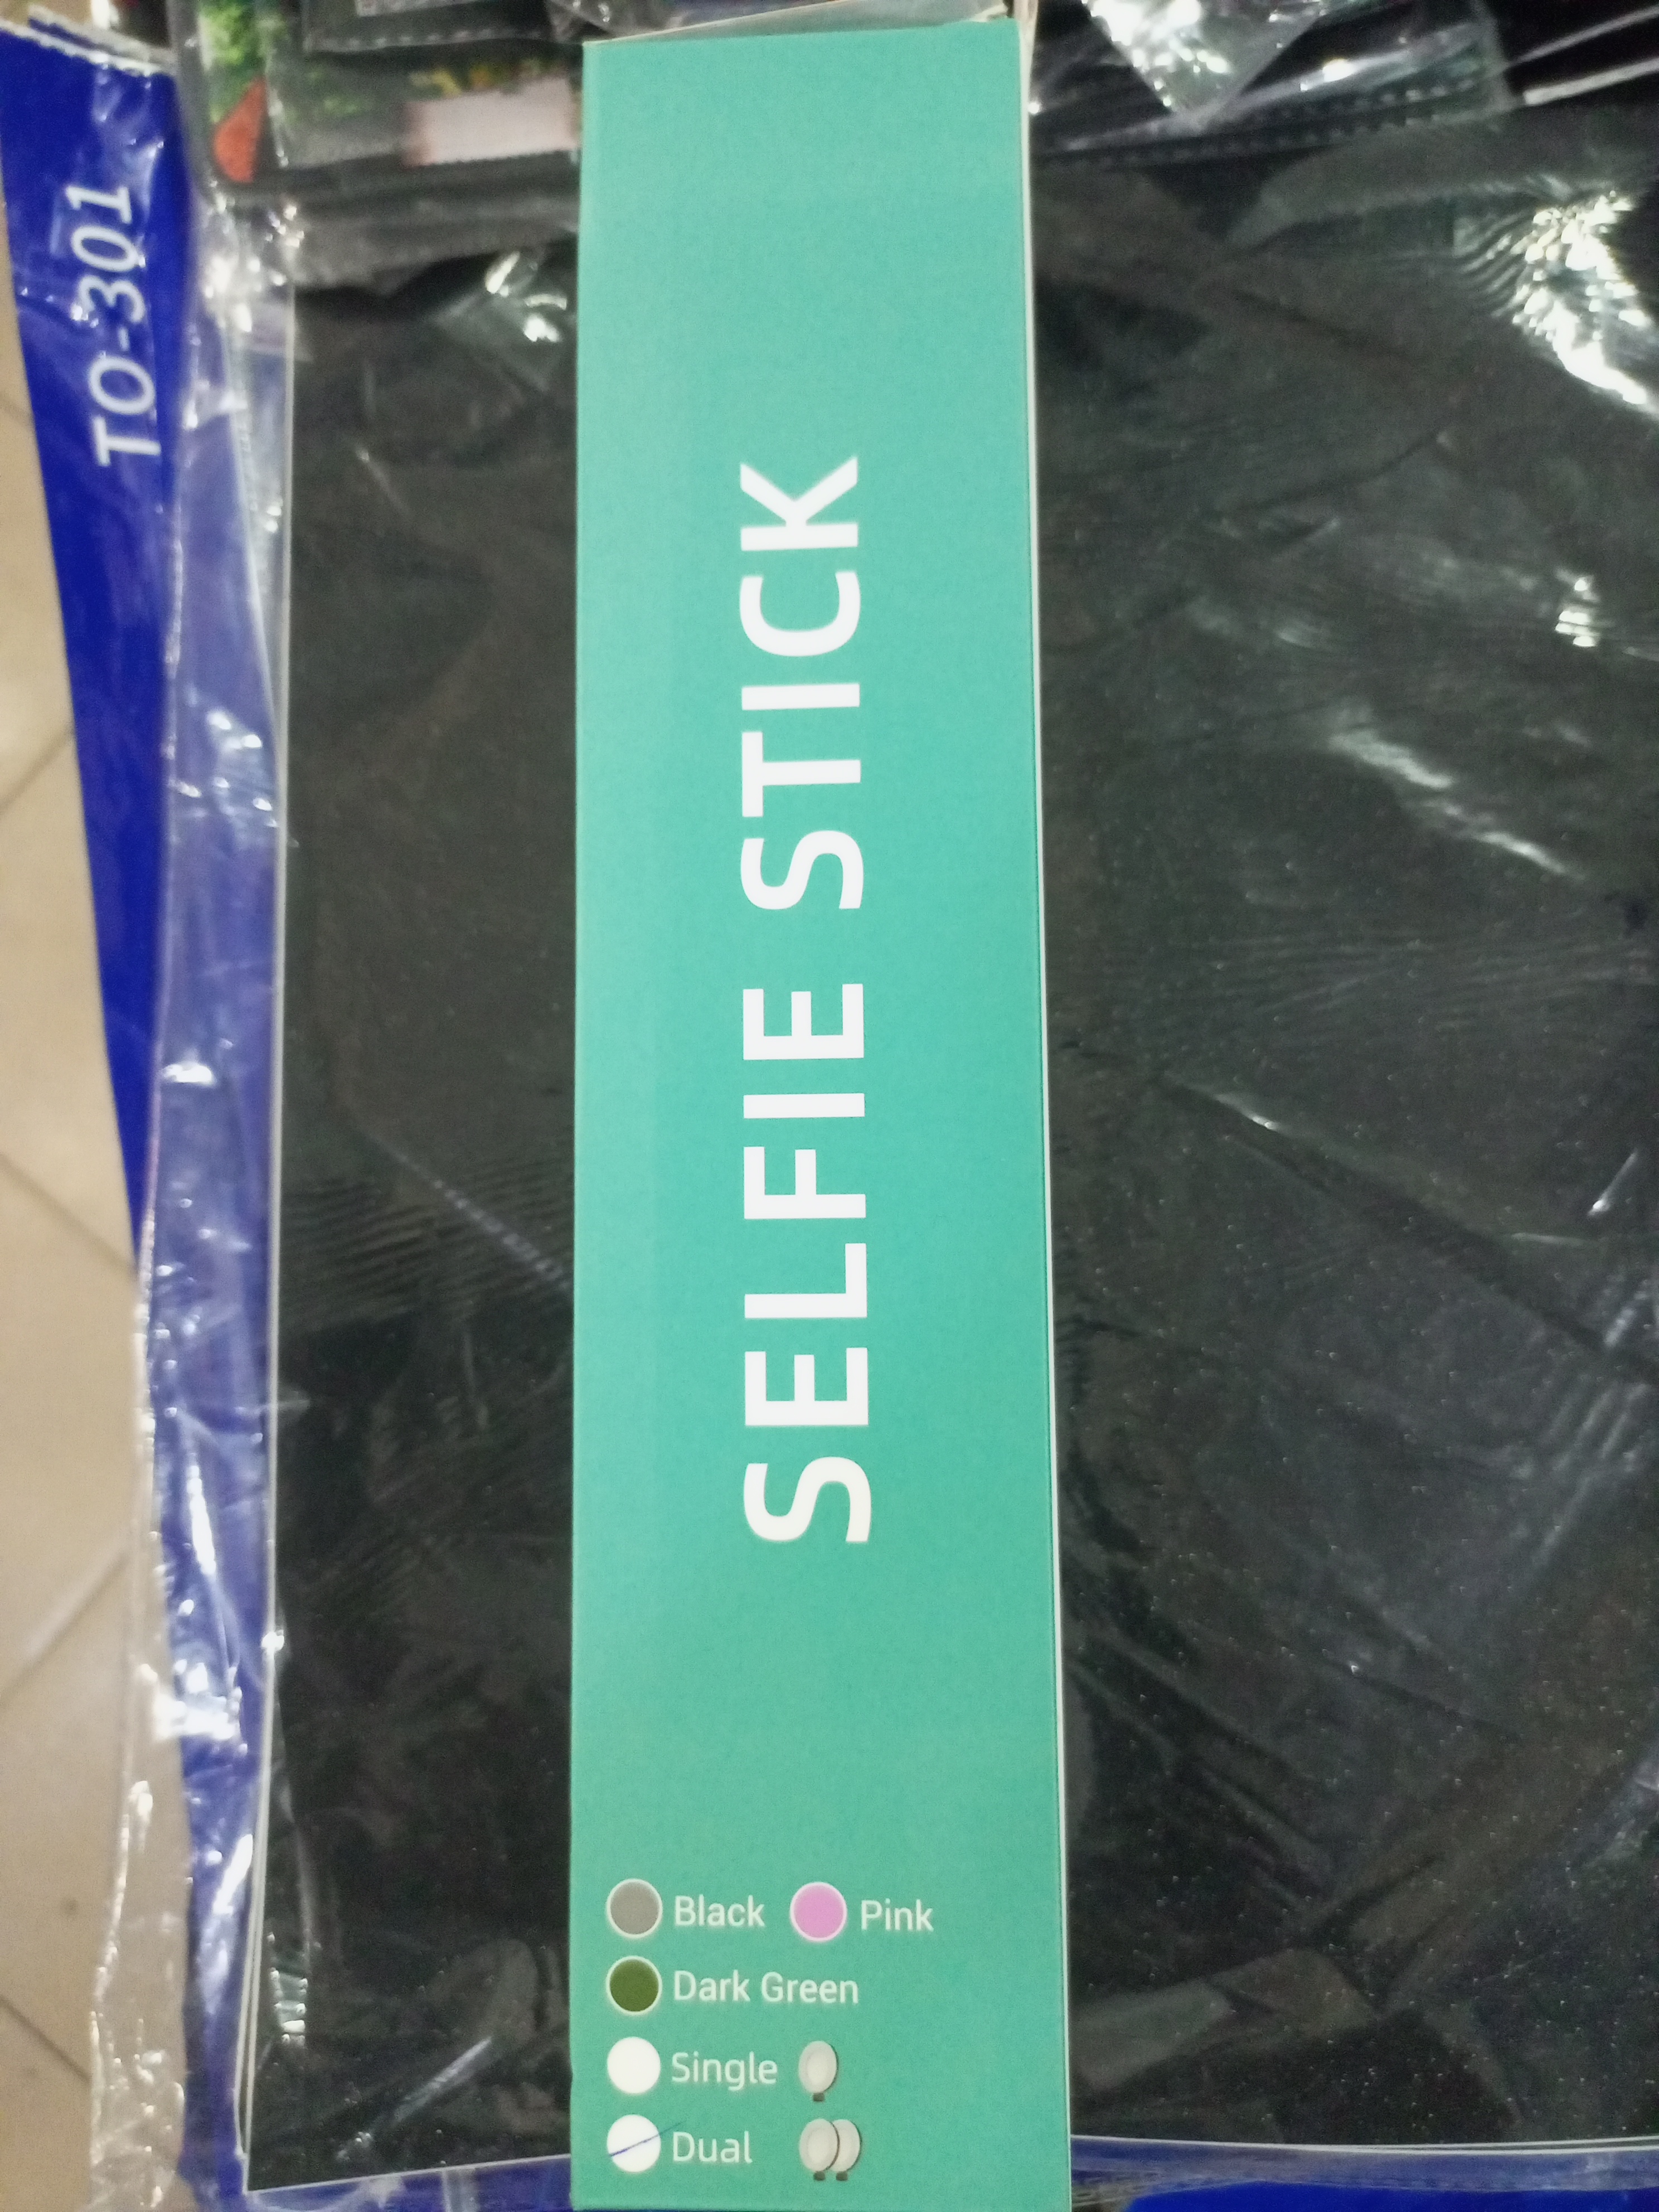 TO-301
SELFIE STICK
Black Pink
Dark Green
Single
Dual